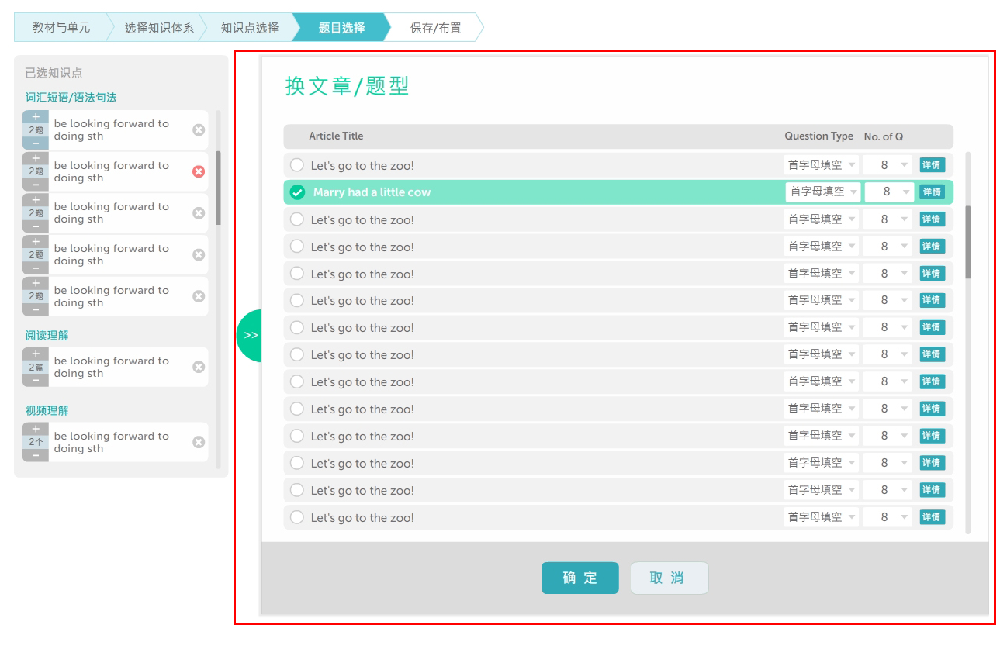 教材与单元 选择知识体系 知识点选择 题目选择 保存/布置
已选知识点
词汇短语/语法句法
+
2题
−
be looking forward to
doing sth
+
2题
−
be looking forward to
doing sth
+
2题
−
be looking forward to
doing sth
+
2题
−
be looking forward to
doing sth
+
2题
−
be looking forward to
doing sth
阅读理解
+
2篇
−
be looking forward to
doing sth
视频理解
+
2个
−
be looking forward to
doing sth
>>
换文章/题型
Article Title Question Type No. of Q
Let's go to the zoo! 首字母填空 8 详情
Marry had a little cow 首字母填空 8 详情
Let's go to the zoo! 首字母填空 8 详情
Let's go to the zoo! 首字母填空 8 详情
Let's go to the zoo! 首字母填空 8 详情
Let's go to the zoo! 首字母填空 8 详情
Let's go to the zoo! 首字母填空 8 详情
Let's go to the zoo! 首字母填空 8 详情
Let's go to the zoo! 首字母填空 8 详情
Let's go to the zoo! 首字母填空 8 详情
Let's go to the zoo! 首字母填空 8 详情
Let's go to the zoo! 首字母填空 8 详情
Let's go to the zoo! 首字母填空 8 详情
Let's go to the zoo! 首字母填空 8 详情
确 定 取 消